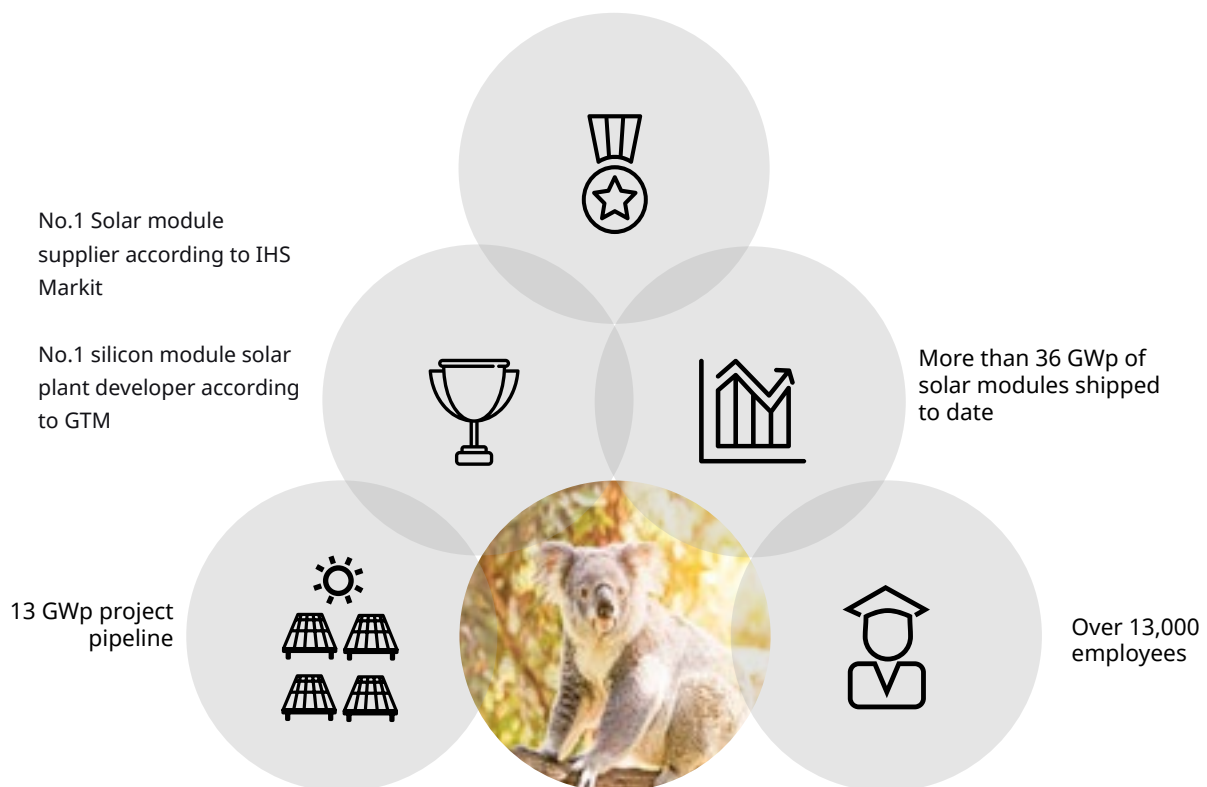 No.1 Solar module
supplier according to IHS
Markit
No.1 silicon module solar
plant developer according
to GTM
More than 36 GWp of
solar modules shipped
to date
13 GWp project
pipeline
Over 13,000
employees